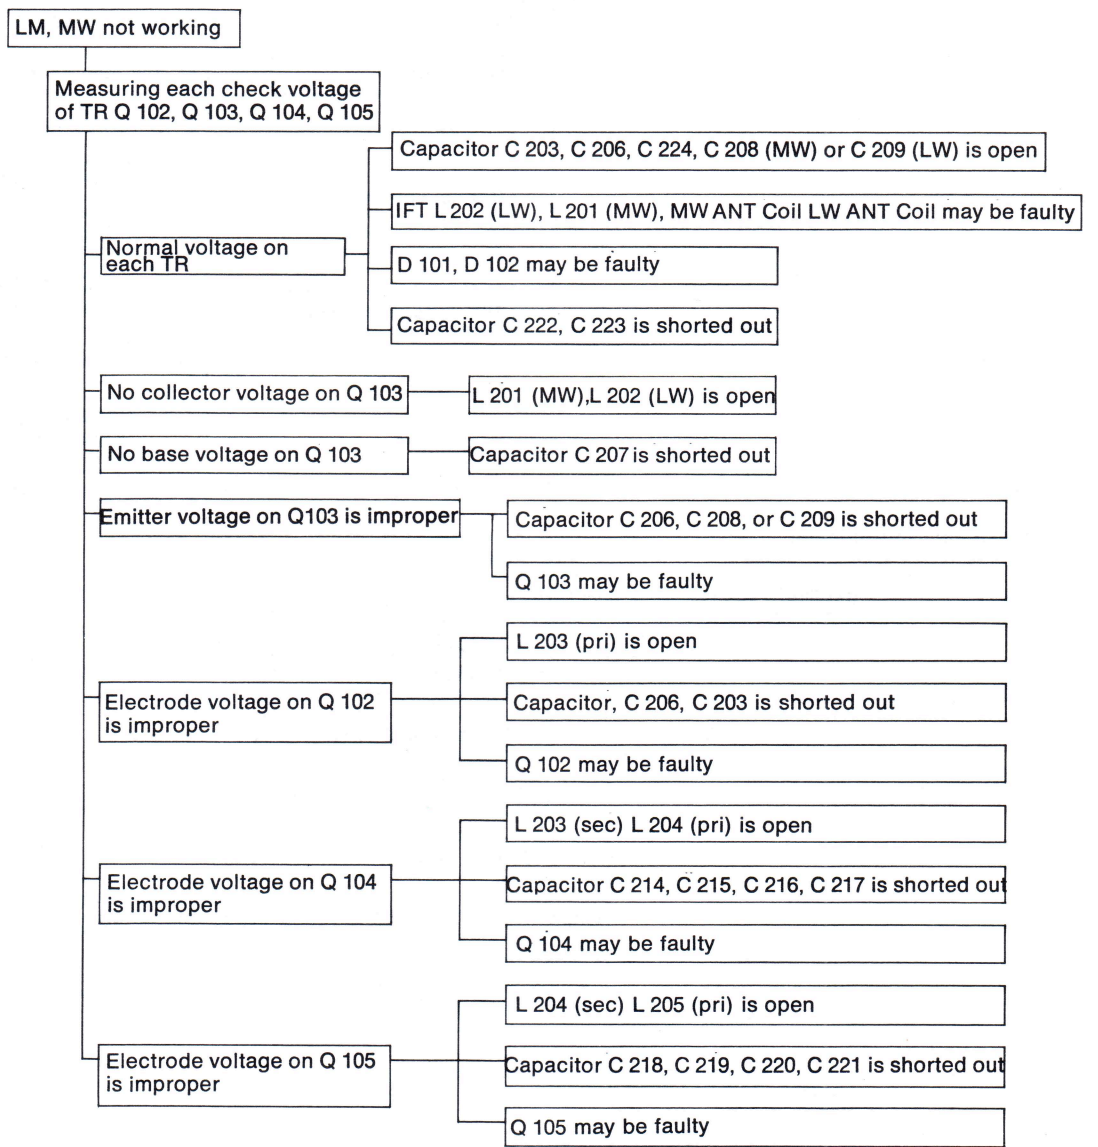 LM, MW not working
Measuring each check voltage
of TR Q 102, Q 103, Q 104, Q 105
Capacitor C 203, C 206, C 224, C 208 (MW) or C 209 (LW) is open
IFT L 202 (LW), L 201 (MW), MW ANT Coil LW ANT Coil may be faulty
Normal voltage on
each TR
D 101, D 102 may be faulty
Capacitor C 222, C 223 is shorted out
No collector voltage on Q 103
L 201 (MW),L 202 (LW) is open
No base voltage on Q 103
Capacitor C 207 is shorted out
Emitter voltage on Q103 is improper
Capacitor C 206, C 208, or C 209 is shorted out
Q 103 may be faulty
L 203 (pri) is open
Electrode voltage on Q 102
is improper
Capacitor, C 206, C 203 is shorted out
Q 102 may be faulty
L 203 (sec) L 204 (pri) is open
Electrode voltage on Q 104
is improper
Capacitor C 214, C 215, C 216, C 217 is shorted out
Q 104 may be faulty
L 204 (sec) L 205 (pri) is open
Electrode voltage on Q 105
is improper
Capacitor C 218, C 219, C 220, C 221 is shorted out
Q 105 may be faulty